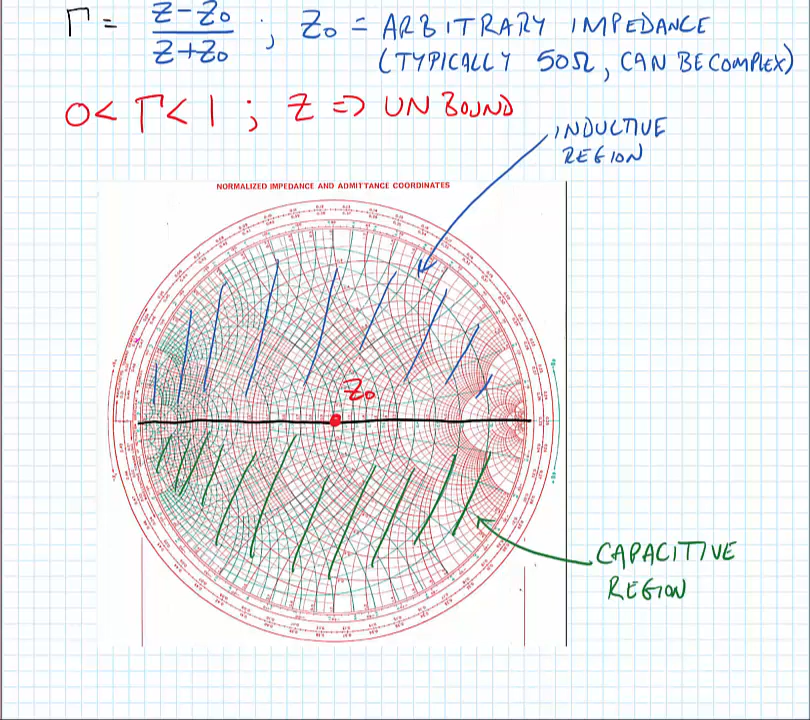 Γ = Z-Z₀ / Z+Z₀ ; Z₀ = ARBITRARY IMPEDANCE
(TYPICALLY 50Ω, CAN BE COMPLEX)
0 < Γ < 1 ; Z => UNBOUND
INDUCTIVE
REGION
NORMALIZED IMPEDANCE AND ADMITTANCE COORDINATES
Z₀
CAPACITIVE
REGION